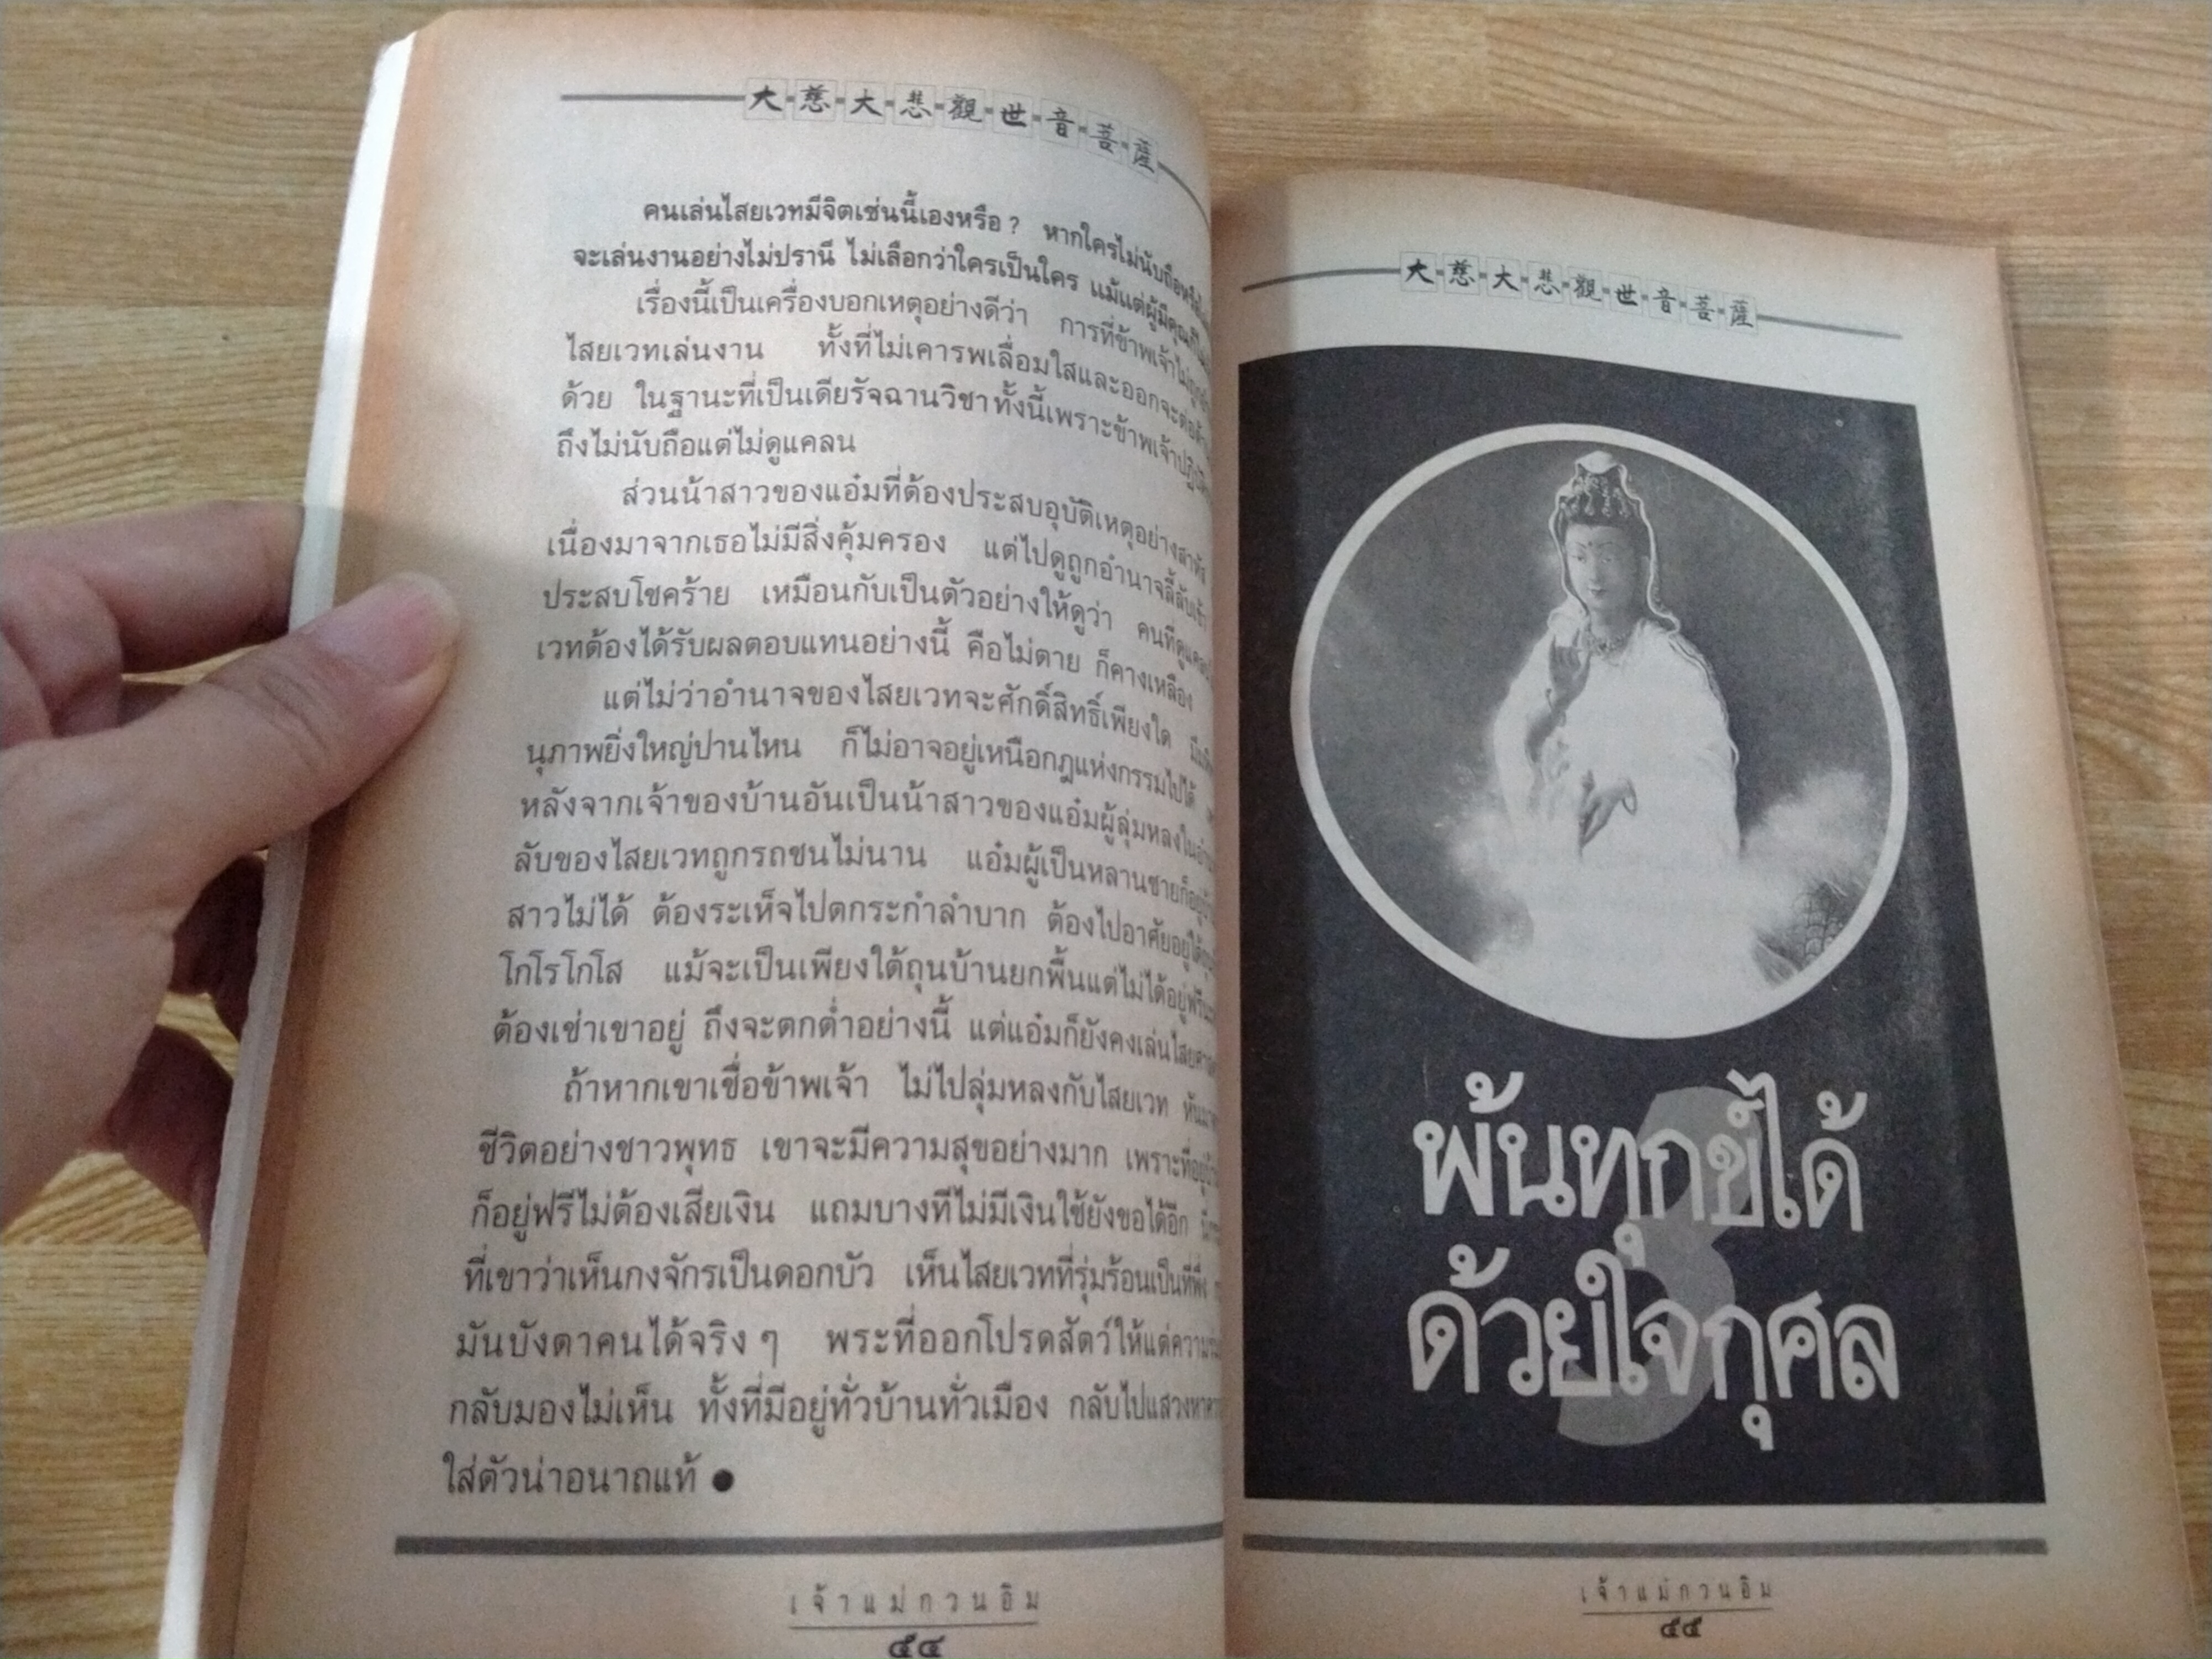 大·慈·大·悲·觀·世·音·菩·薩
คนเล่นไสยเวทมีจิตเช่นนี้เองหรือ ? หากใครไม่นับถือ
จะเล่นงานอย่างไม่ปรานี ไม่เลือกว่าใครเป็นใคร แม้แต่ผู้มีคุณ
เรื่องนี้เป็นเครื่องบอกเหตุอย่างดีว่า การที่ข้าพเจ้าไม่ถูก
ไสยเวทเล่นงาน ทั้งที่ไม่เคารพเลื่อมใสและออกจะต่อต้าน
ด้วย ในฐานะที่เป็นเดียรัจฉานวิชา ทั้งนี้เพราะข้าพเจ้า
ถึงไม่นับถือแต่ไม่ดูแคลน
ส่วนน้าสาวของแอ๋มที่ต้องประสบอุบัติเหตุอย่างสาหัส
เนื่องมาจากเธอไม่มีสิ่งคุ้มครอง แต่ไปดูถูกอำนาจลี้ลับเข้า
ประสบโชคร้าย เหมือนกับเป็นตัวอย่างให้ดูว่า คนที่ดูแคลน
เวทต้องได้รับผลตอบแทนอย่างนี้ คือไม่ตาย ก็คางเหลือง
แต่ไม่ว่าอำนาจของไสยเวทจะศักดิ์สิทธิ์เพียงใด
นุภาพยิ่งใหญ่ปานไหน ก็ไม่อาจอยู่เหนือกฎแห่งกรรมไปได้
หลังจากเจ้าของบ้านอันเป็นน้าสาวของแอ๋มผู้ลุ่มหลงใน
ลับของไสยเวทถูกรถชนไม่นาน แอ๋มผู้เป็นหลานชายก็อยู่
สาวไม่ได้ ต้องระเห็จไปตกระกำลำบาก ต้องไปอาศัยอยู่ใต้ถุน
โกโรโกโส แม้จะเป็นเพียงใต้ถุนบ้านยกพื้นแต่ไม่ได้อยู่ฟรี
ต้องเช่าเขาอยู่ ถึงจะตกต่ำอย่างนี้ แต่แอ๋มก็ยังคงเล่น
ถ้าหากเขาเชื่อข้าพเจ้า ไม่ไปลุ่มหลงกับไสยเวท
ชีวิตอย่างชาวพุทธ เขาจะมีความสุขอย่างมาก เพราะที่อยู่
ก็อยู่ฟรีไม่ต้องเสียเงิน แถมบางทีไม่มีเงินใช้ยังขอได้อีก
ที่เขาว่าเห็นกงจักรเป็นดอกบัว เห็นไสยเวทที่รุ่มร้อนเป็นที่พึ่ง
มันบังตาคนได้จริง ๆ พระที่ออกโปรดสัตว์ให้แต่
กลับมองไม่เห็น ทั้งที่มีอยู่ทั่วบ้านทั่วเมือง กลับไปแสวงหา
ใส่ตัวน่าอนาถแท้ ●
เจ้าแม่กวนอิม
๕๔
大·慈·大·悲·觀·世·音·菩·薩
3
พ้นทุกข์ได้
ด้วยใจกุศล
เจ้าแม่กวนอิม
๕๕